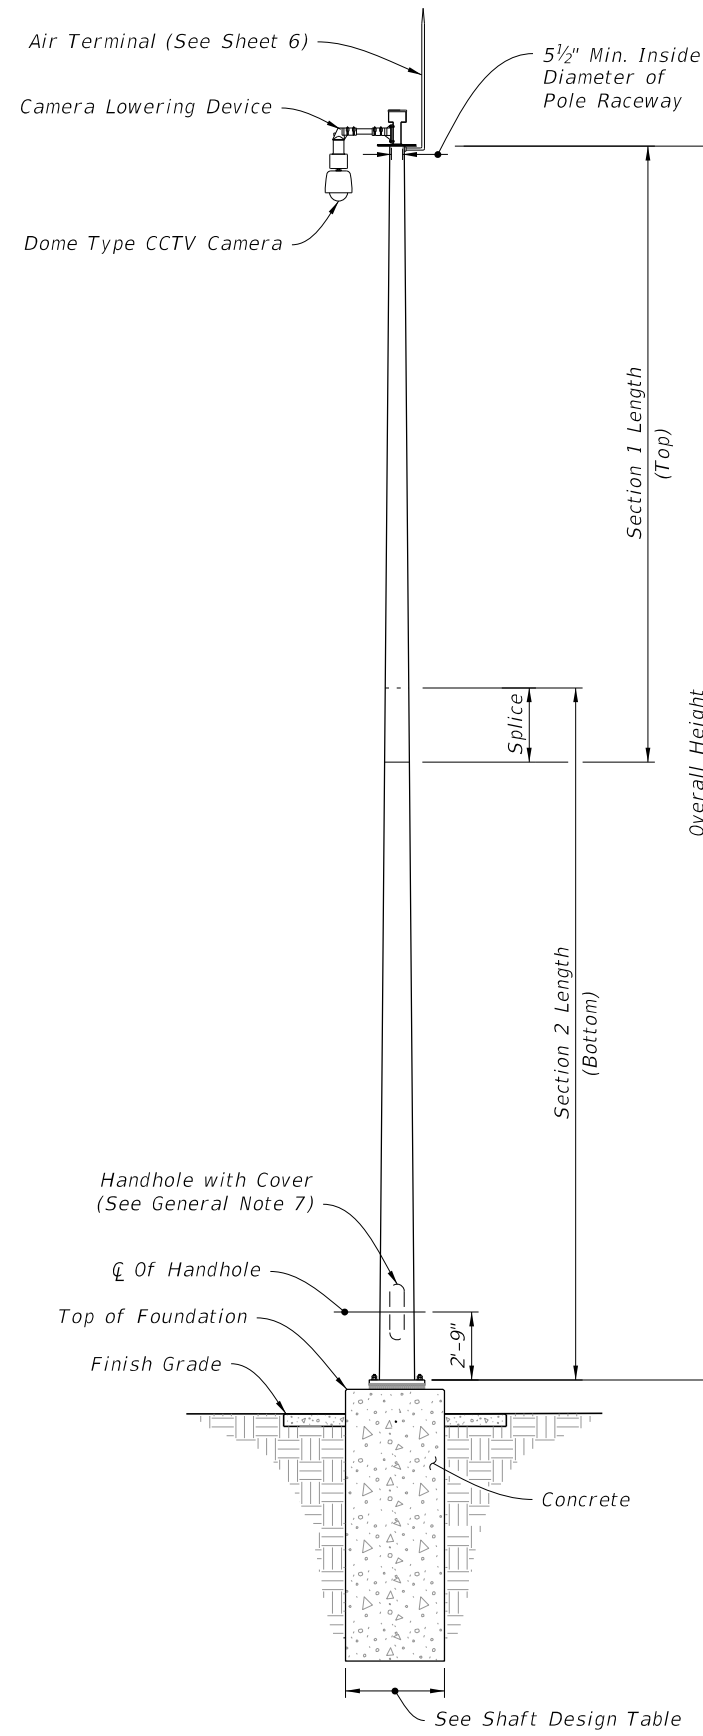 Air Terminal (See Sheet 6)
5½" Min. Inside
Diameter of
Pole Raceway
Camera Lowering Device
Dome Type CCTV Camera
Section 1 Length
(Top)
Splice
Overall Height
Section 2 Length
(Bottom)
Handhole with Cover
(See General Note 7)
℄ Of Handhole
Top of Foundation
2'-9"
Finish Grade
Concrete
See Shaft Design Table